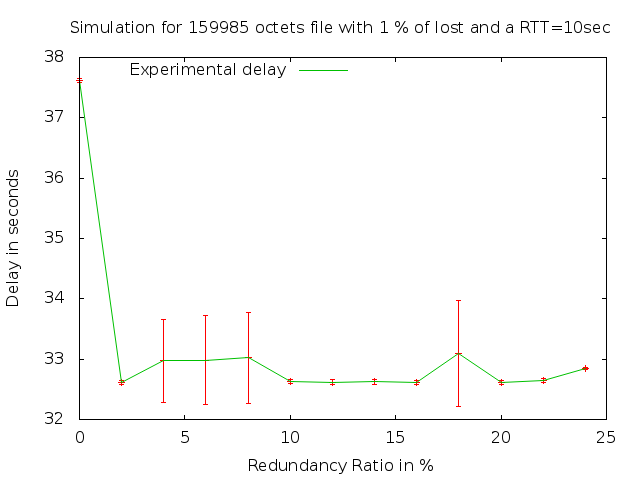 Simulation for 159985 octets file with 1 % of lost and a RTT=10sec
Experimental delay
Delay in seconds
38
37
36
35
34
33
32
0 5 10 15 20 25
Redundancy Ratio in %